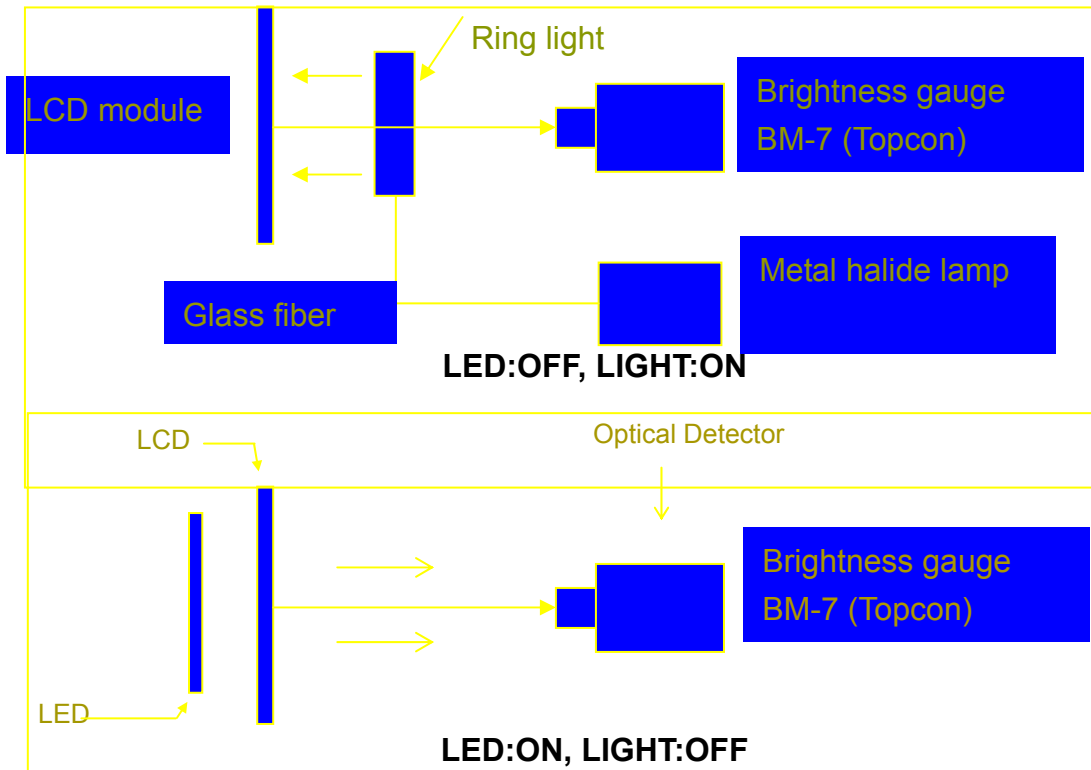 Ring light
LCD module
Brightness gauge
BM-7 (Topcon)
Metal halide lamp
Glass fiber
LED:OFF, LIGHT:ON
LCD
Optical Detector
Brightness gauge
BM-7 (Topcon)
LED
LED:ON, LIGHT:OFF